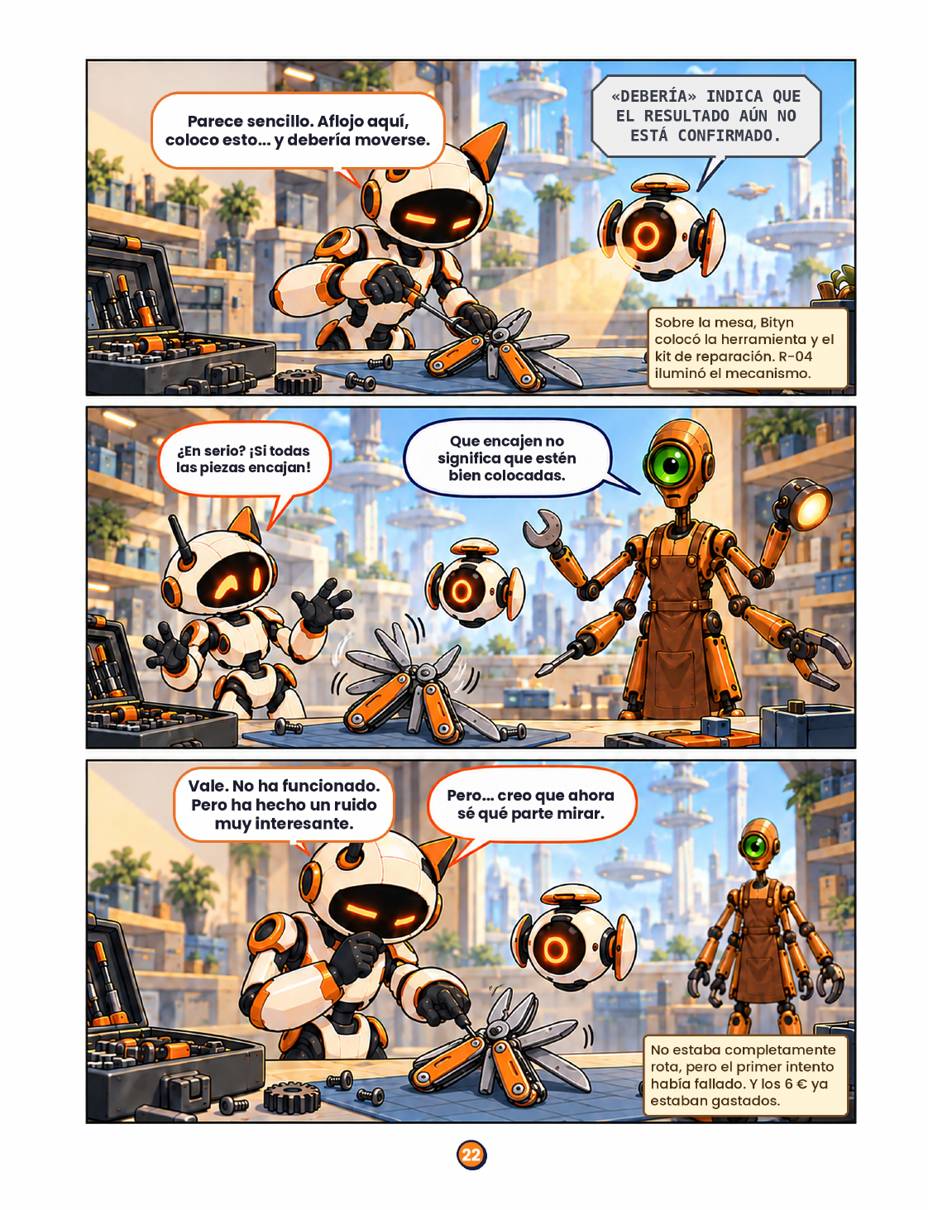 Parece sencillo. Aflojo aquí,
coloco esto... y debería moverse.
«DEBERÍA» INDICA QUE
EL RESULTADO AÚN NO
ESTÁ CONFIRMADO.
Sobre la mesa, Bityn
colocó la herramienta y el
kit de reparación. R-04
iluminó el mecanismo.
¿En serio? ¡Si todas
las piezas encajan!
Que encajen no
significa que estén
bien colocadas.
Vale. No ha funcionado.
Pero ha hecho un ruido
muy interesante.
Pero... creo que ahora
sé qué parte mirar.
No estaba completamente
rota, pero el primer intento
había fallado. Y los 6 € ya
estaban gastados.
22